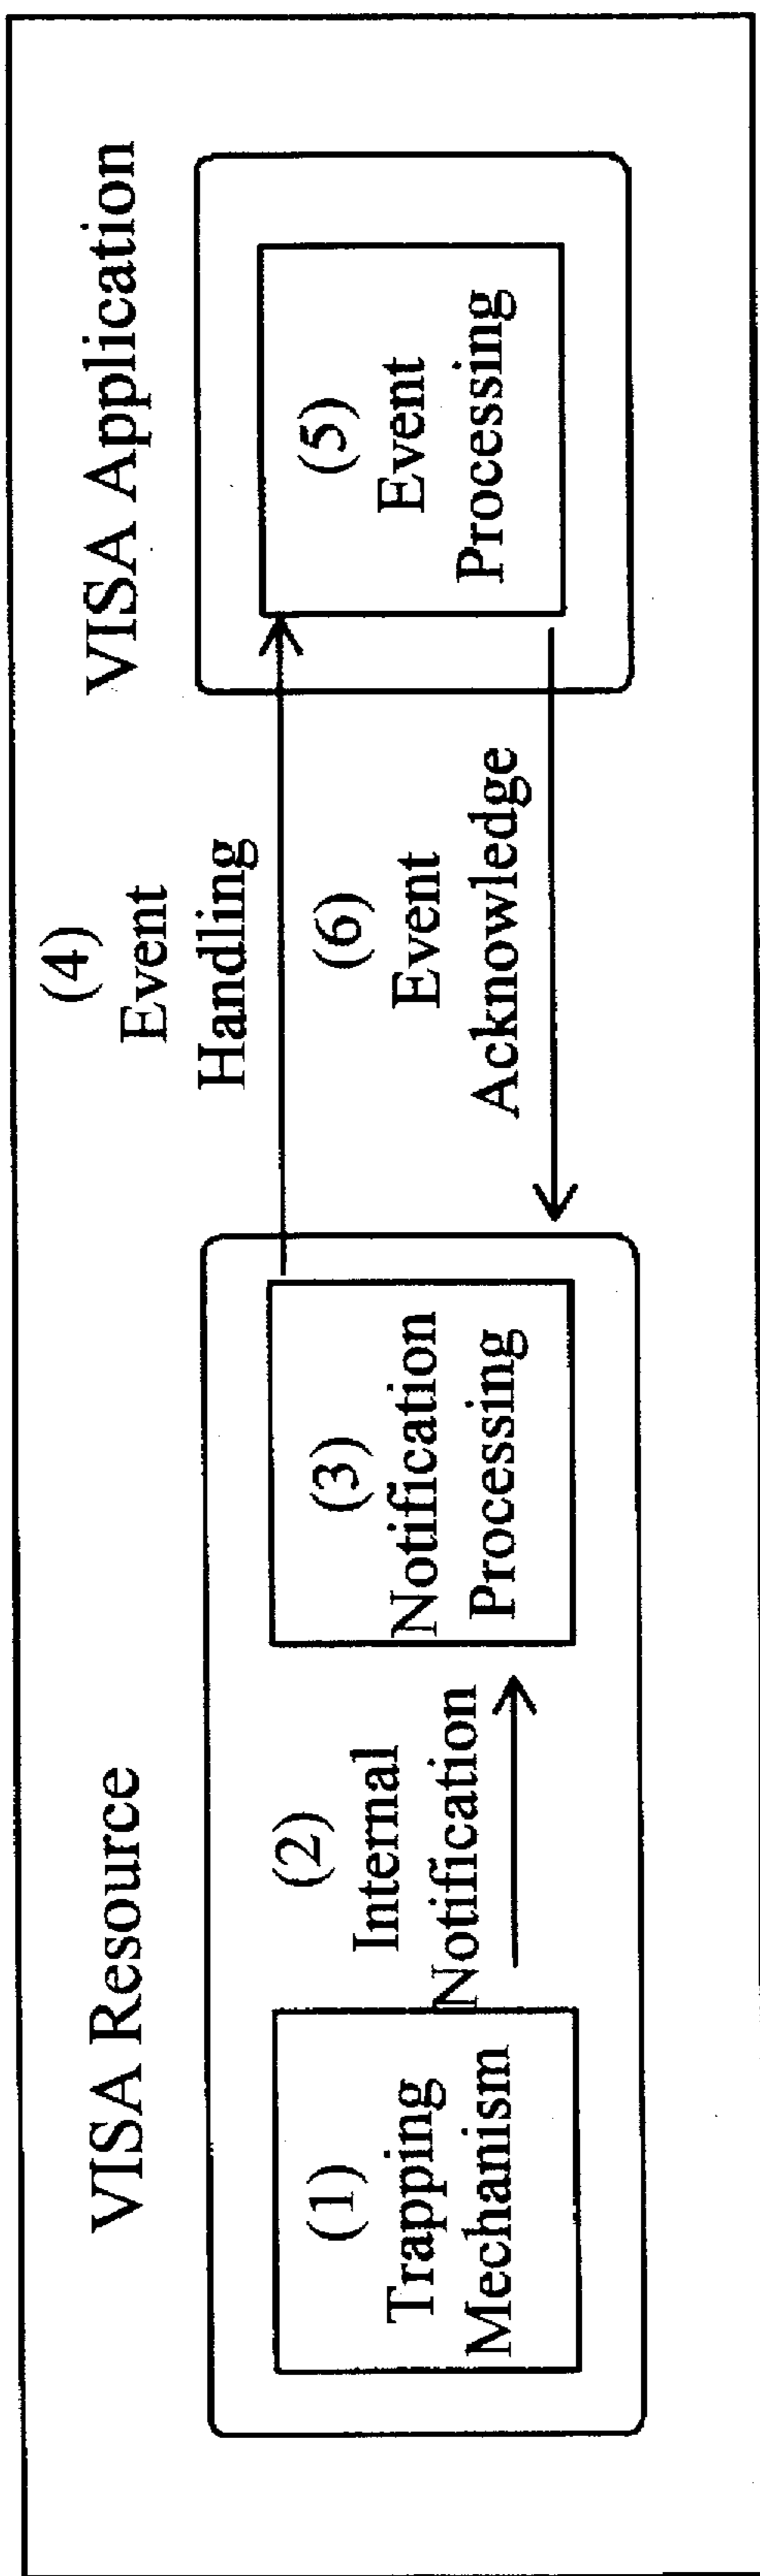 VISA Resource
(1)
Trapping
Mechanism
(2)
Internal
Notification
(3)
Notification
Processing
(4)
Event
Handling
(6)
Event
Acknowledge
VISA Application
(5)
Event
Processing